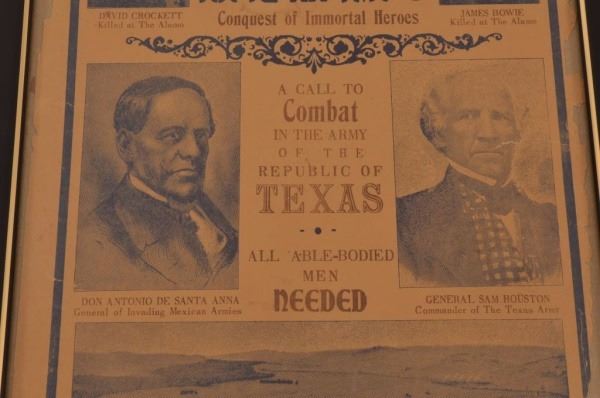 DAVID CROCKETT
Killed at The Alamo
Conquest of Immortal Heroes
JAMES BOWIE
Killed at The Alamo
A CALL TO
Combat
IN THE ARMY
OF THE
REPUBLIC OF
TEXAS
ALL ABLE-BODIED
MEN
NEEDED
DON ANTONIO DE SANTA ANNA
General of Invading Mexican Armies
GENERAL SAM HOUSTON
Commander of The Texas Army